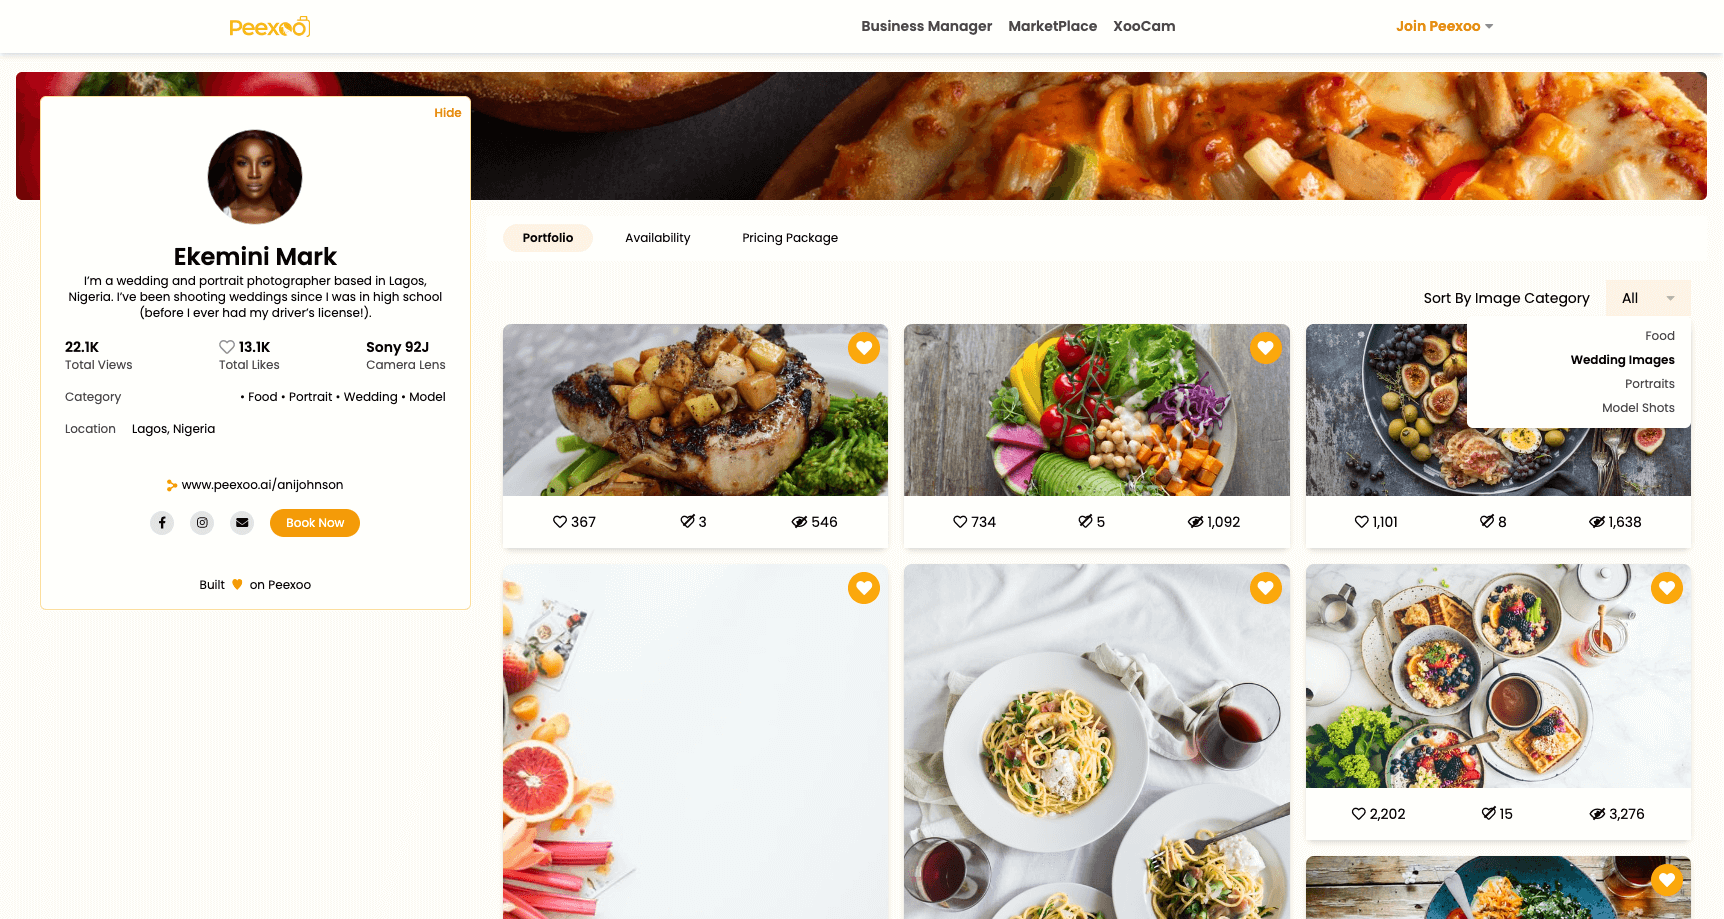 Peexoo
Business Manager MarketPlace XooCam
Join Peexoo
Hide
Ekemini Mark
I’m a wedding and portrait photographer based in Lagos,
Nigeria. I’ve been shooting weddings since I was in high school
(before I ever had my driver’s license!).
22.1K 13.1K Sony 92J
Total Views Total Likes Camera Lens
Category • Food • Portrait • Wedding • Model
Location Lagos, Nigeria
www.peexoo.ai/anijohnson
Book Now
Built on Peexoo
Portfolio Availability Pricing Package
Sort By Image Category All
Food
Wedding Images
Portraits
Model Shots
367 3 546
734 5 1,092
1,101 8 1,638
2,202 15 3,276